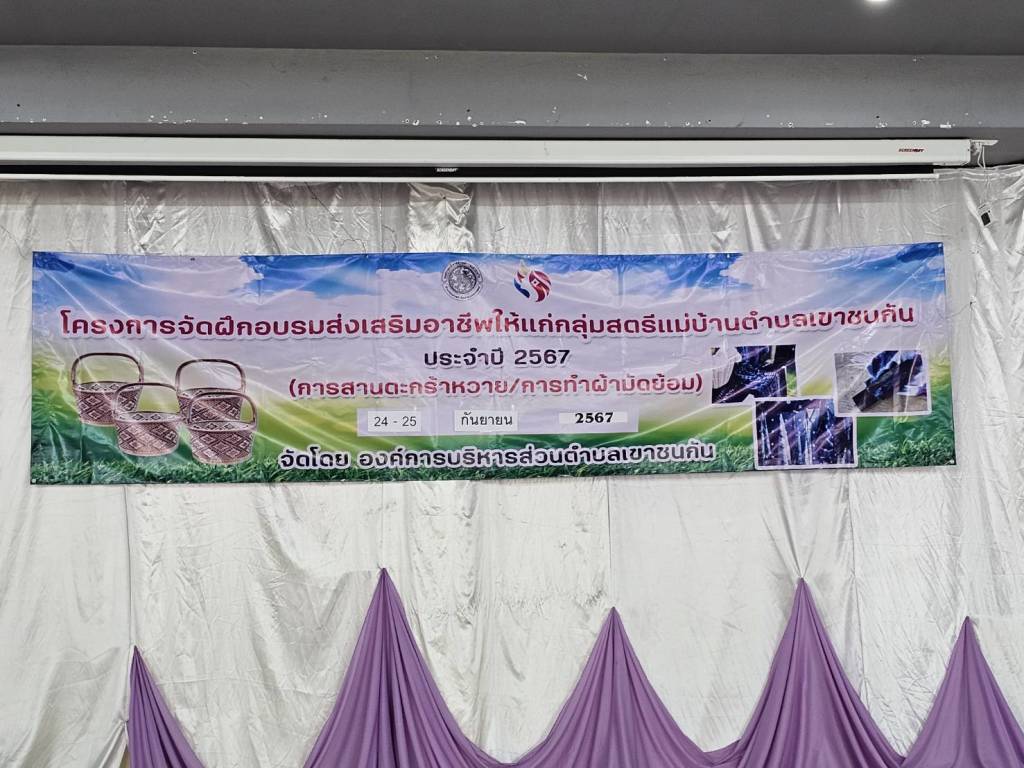 SCREENBOY
SCREENBOY
โครงการจัดฝึกอบรมส่งเสริมอาชีพให้แก่กลุ่มสตรีแม่บ้านตำบลเขาชนกัน
ประจำปี 2567
(การสานตะกร้าหวาย/การทำผ้ามัดย้อม)
24 - 25 กันยายน 2567
จัดโดย องค์การบริหารส่วนตำบลเขาชนกัน